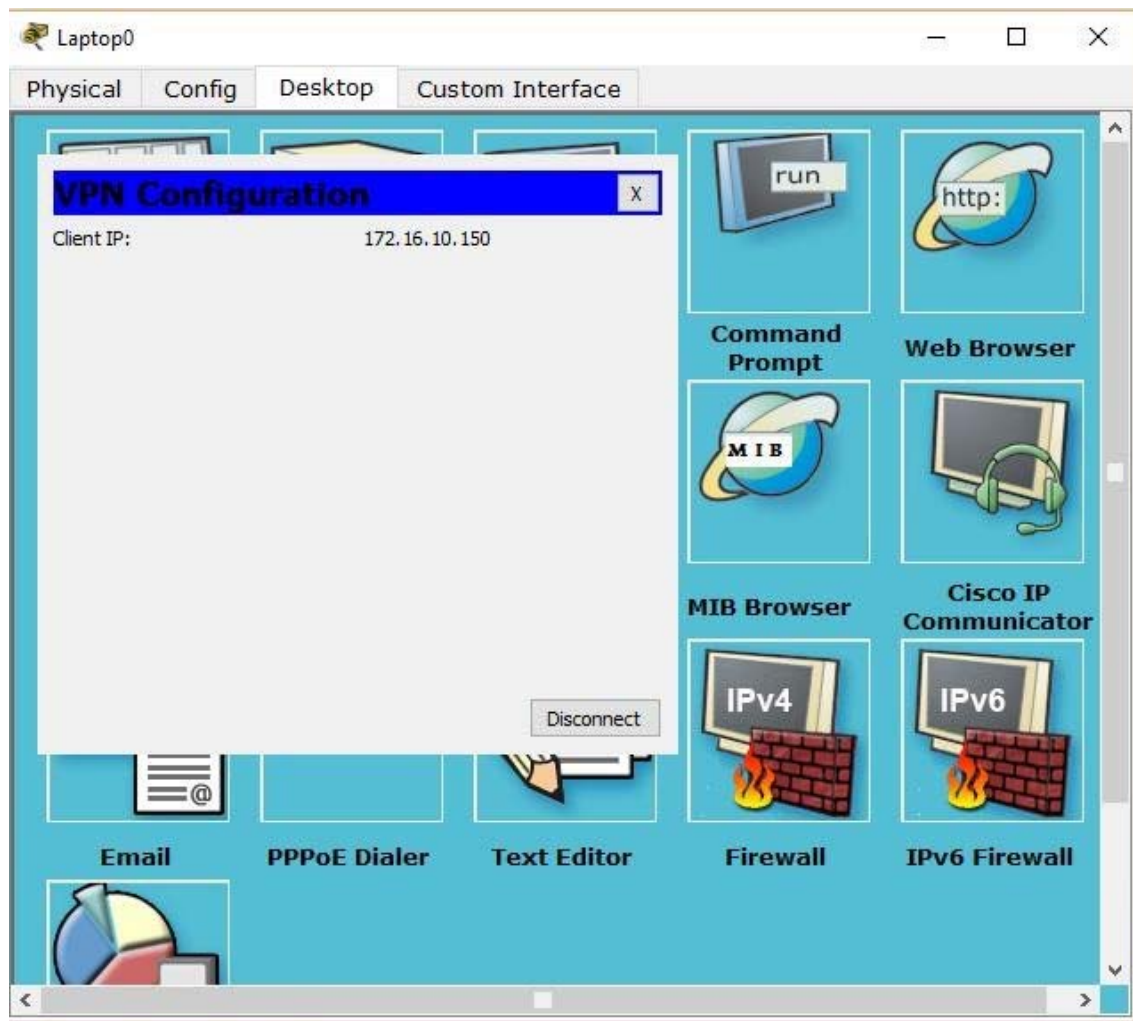 Laptop0
Physical Config Desktop Custom Interface
VPN Configuration X
Client IP: 172.16.10.150
Disconnect
run
http:
Command
Prompt
Web Browser
MIB
MIB Browser
Cisco IP
Communicator
IPv4
IPv6
@
Email
PPPoE Dialer
Text Editor
Firewall
IPv6 Firewall